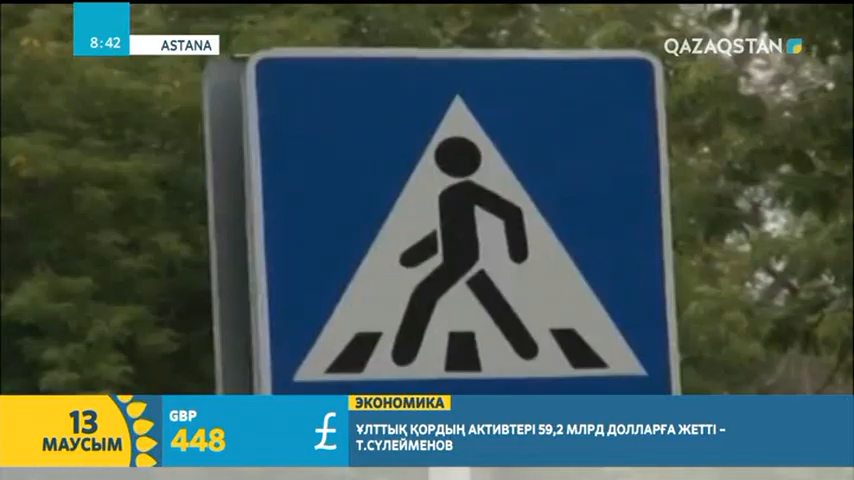 8:42
ASTANA
QAZAQSTAN
13
МАУСЫМ
GBP
448
£
ЭКОНОМИКА
ҰЛТТЫҚ ҚОРДЫҢ АКТИВТЕРІ 59,2 МЛРД ДОЛЛАРҒА ЖЕТТІ –
Т.СҮЛЕЙМЕНОВ